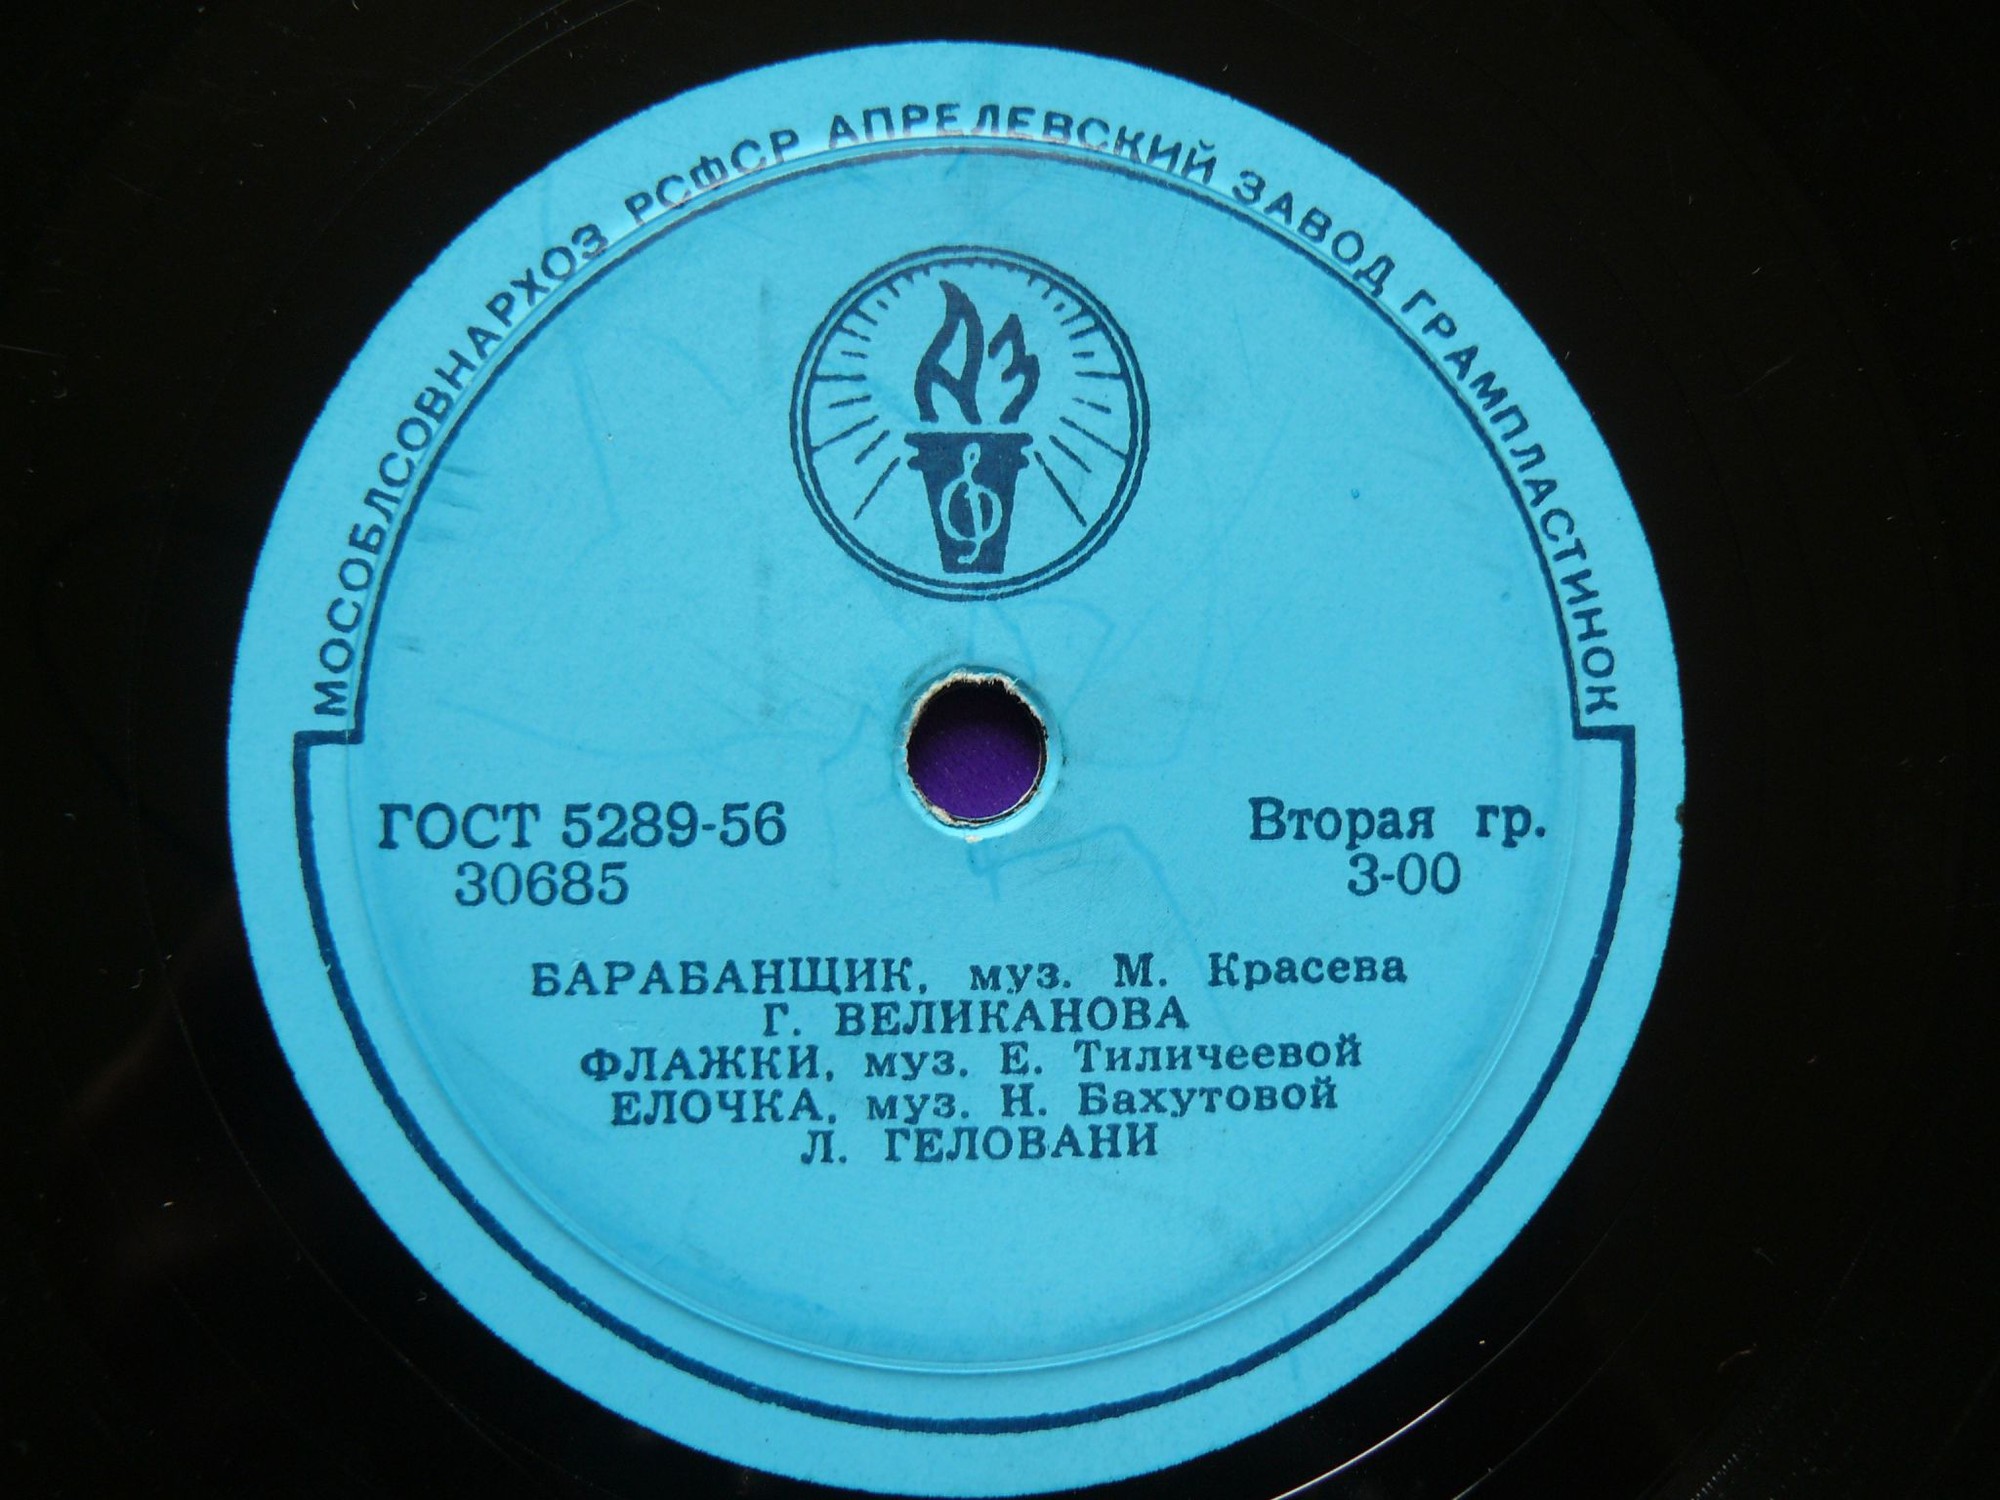 МОСОБЛСОВНАРХОЗ РСФСР АПРЕЛЕВСКИЙ ЗАВОД ГРАМПЛАСТИНОК
АЗ
ГОСТ 5289-56
30685
Вторая гр.
3-00
БАРАБАНЩИК, муз. М. Красева
Г. ВЕЛИКАНОВА
ФЛАЖКИ, муз. Е. Тиличеевой
ЕЛОЧКА, муз. Н. Бахутовой
Л. ГЕЛОВАНИ